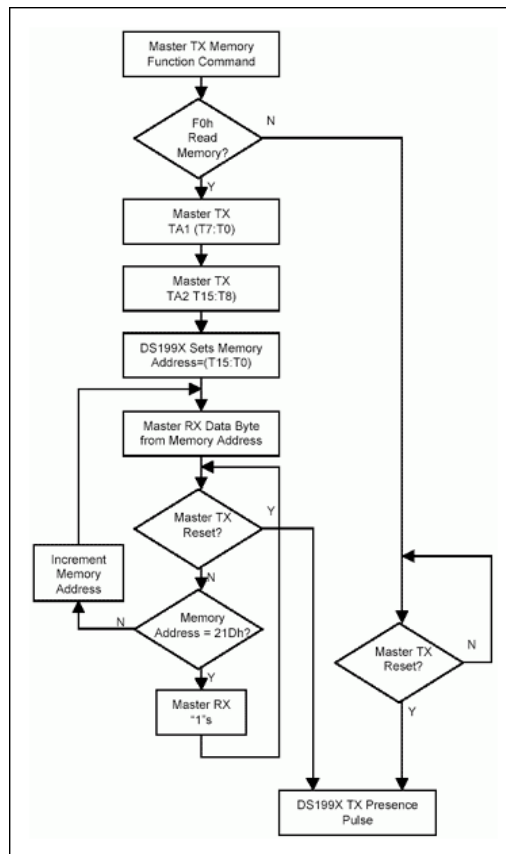 Master TX Memory
Function Command
F0h
Read
Memory?
N
Y
Master TX
TA1 (T7:T0)
Master TX
TA2 T15:T8)
DS199X Sets Memory
Address=(T15:T0)
Master RX Data Byte
from Memory Address
Master TX
Reset?
Y
N
Increment
Memory
Address
N
Memory
Address = 21Dh?
Y
Master RX
"1"s
Master TX
Reset?
N
Y
DS199X TX Presence
Pulse